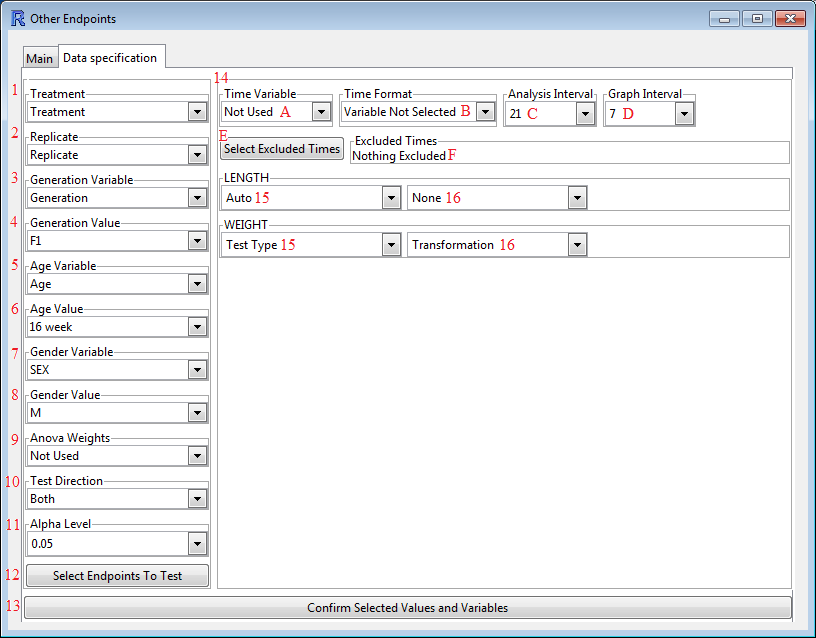 Other Endpoints
Main
Data specification
14
1
Treatment
Treatment
2
Replicate
Replicate
3
Generation Variable
Generation
4
Generation Value
F1
5
Age Variable
Age
6
Age Value
16 week
7
Gender Variable
SEX
8
Gender Value
M
9
Anova Weights
Not Used
10
Test Direction
Both
11
Alpha Level
0.05
12
Select Endpoints To Test
Time Variable
Not Used A
Time Format
Variable Not Selected B
Analysis Interval
21 C
Graph Interval
7 D
E
Select Excluded Times
Excluded Times
Nothing Excluded F
LENGTH
Auto 15
None 16
WEIGHT
Test Type 15
Transformation 16
13
Confirm Selected Values and Variables